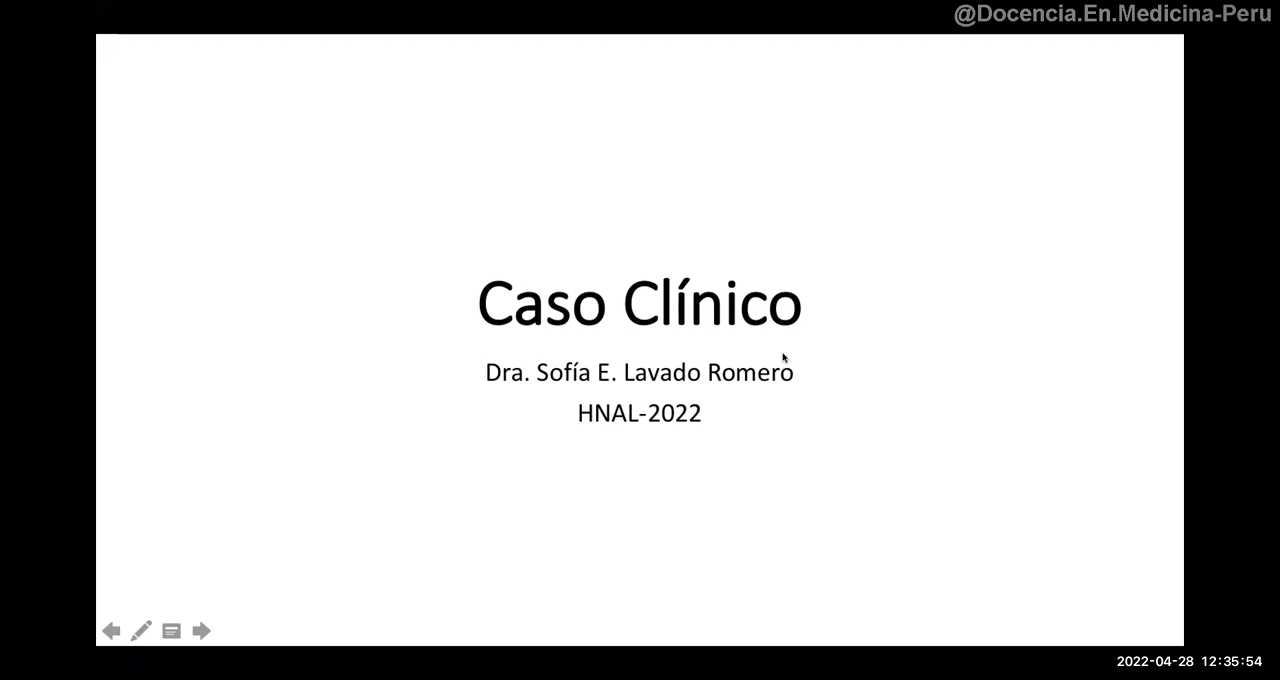 @Docencia.En.Medicina-Peru
Caso Clínico
Dra. Sofía E. Lavado Romero
HNAL-2022
2022-04-28 12:35:54